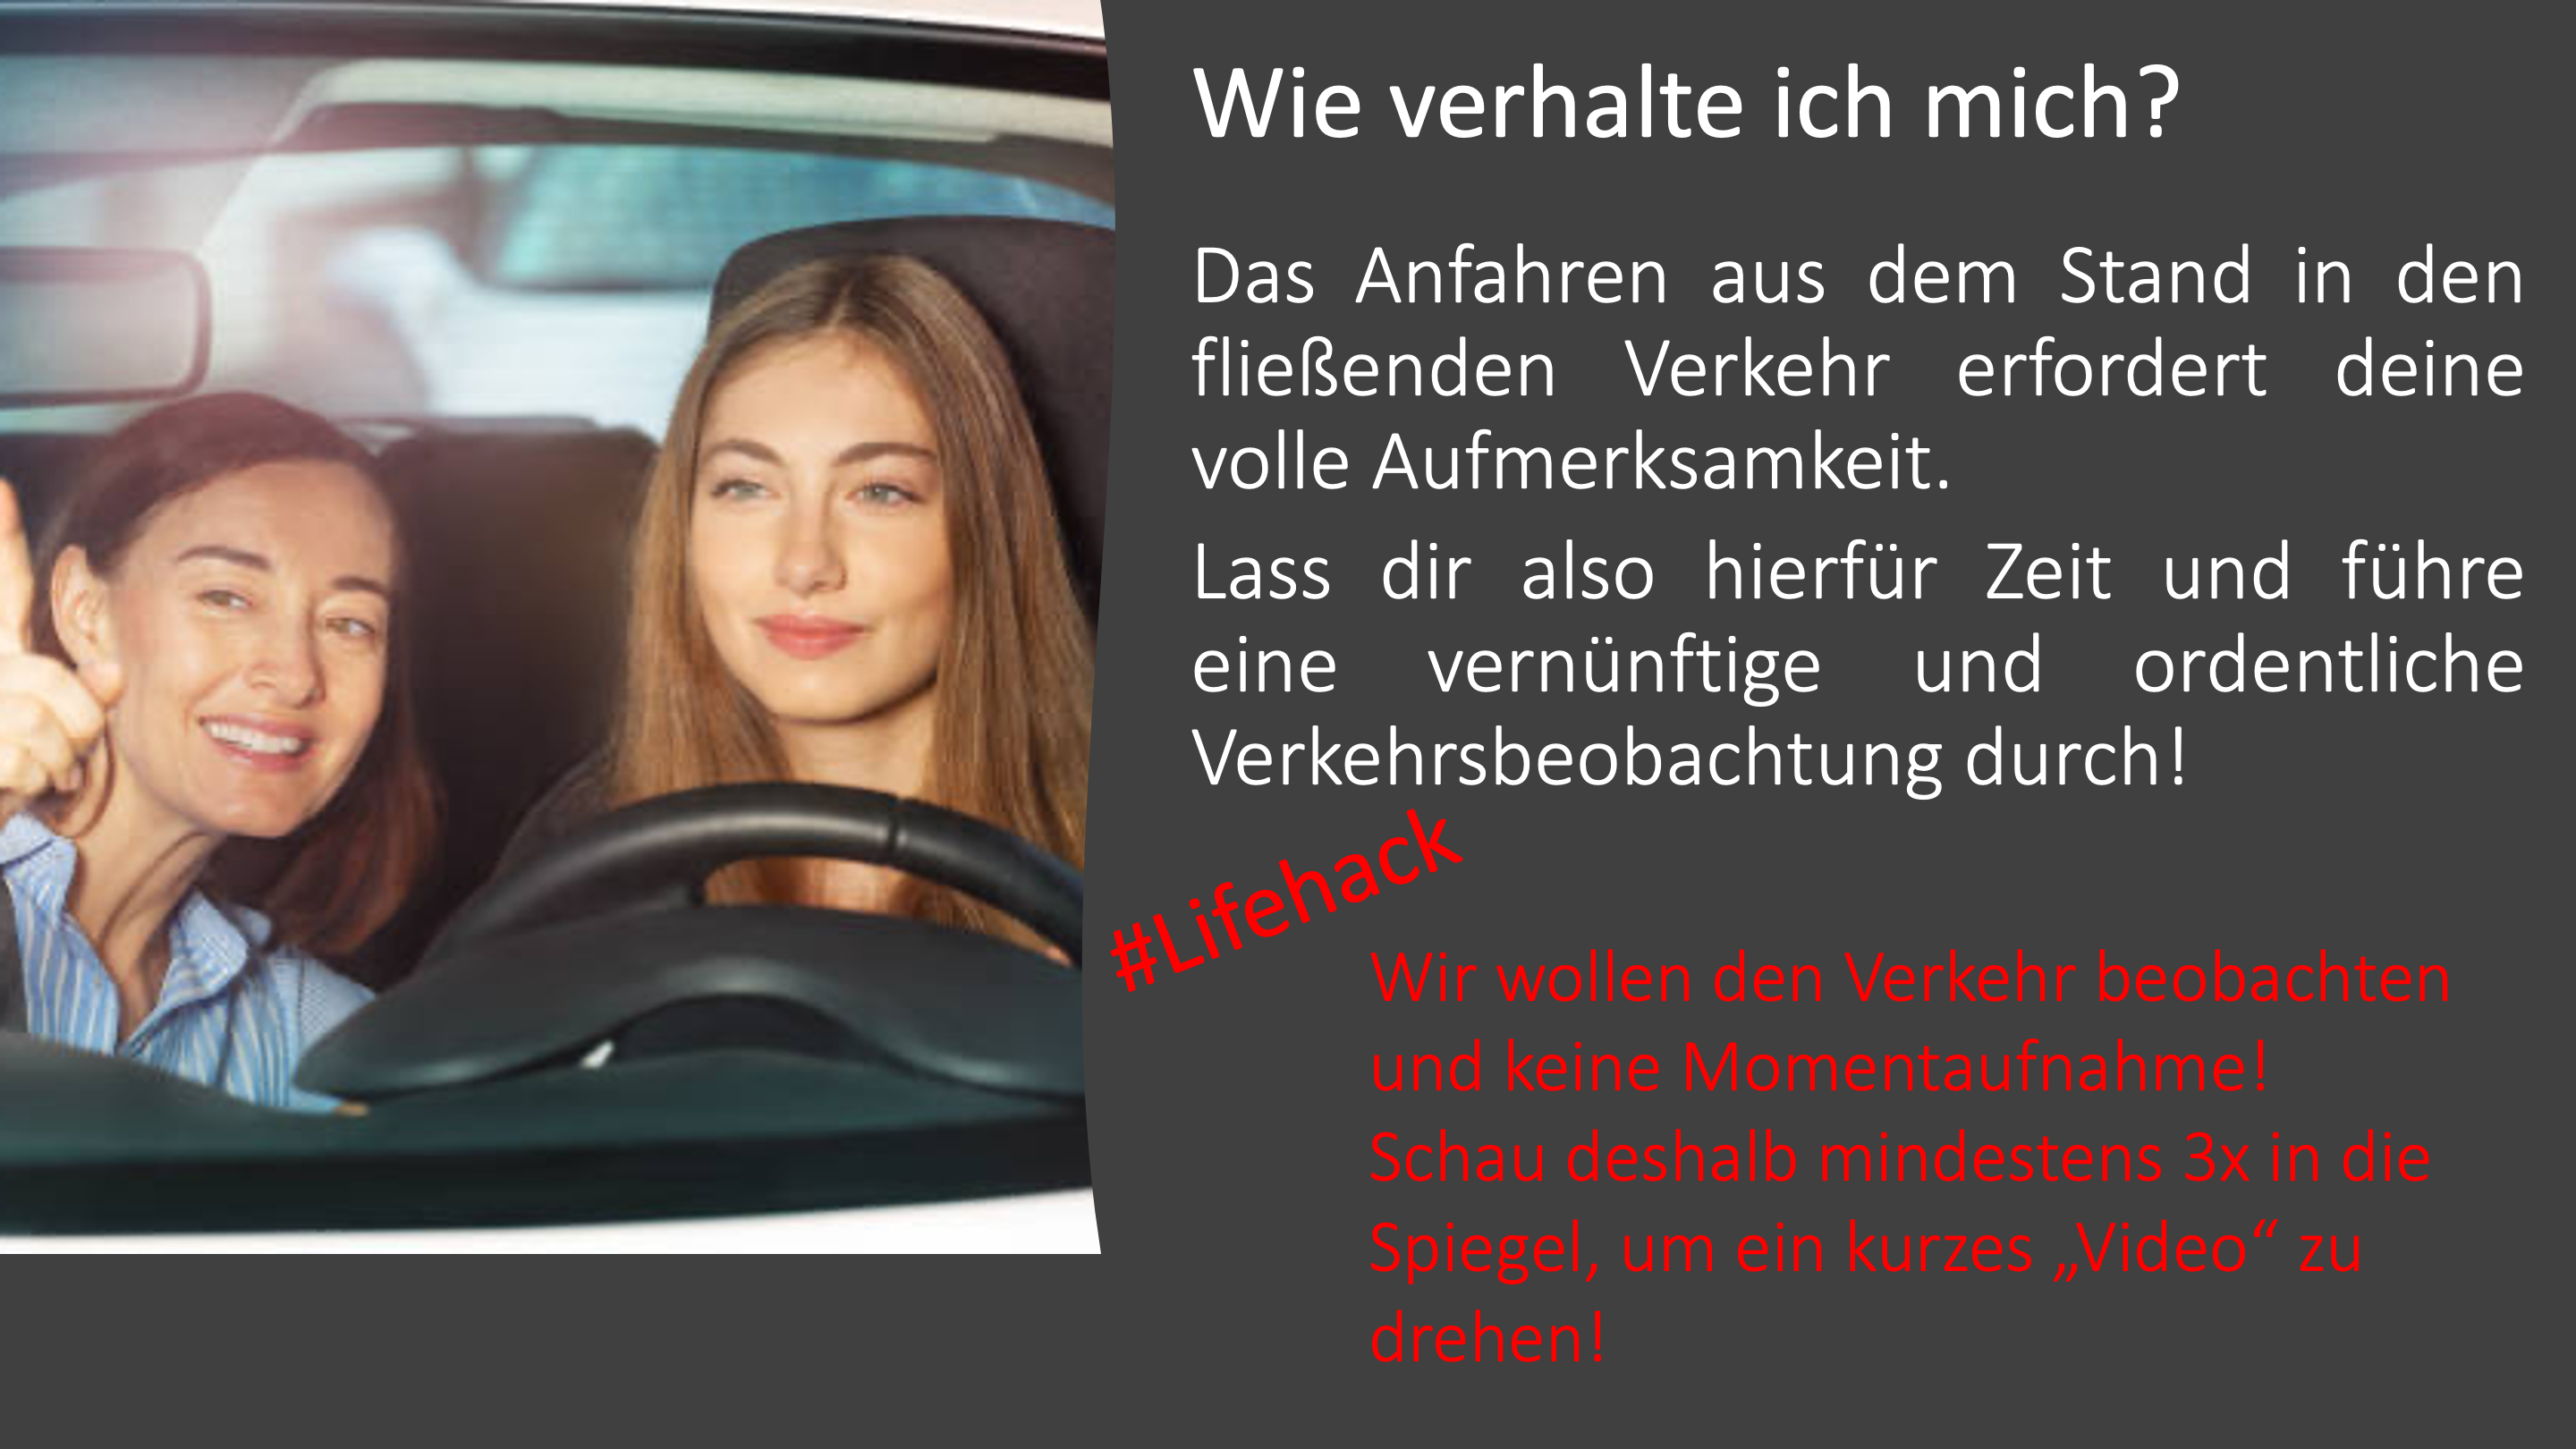 Wie verhalte ich mich?
Das Anfahren aus dem Stand in den
fließenden Verkehr erfordert deine
volle Aufmerksamkeit.
Lass dir also hierfür Zeit und führe
eine vernünftige und ordentliche
Verkehrsbeobachtung durch!
#Lifehack
Wir wollen den Verkehr beobachten
und keine Momentaufnahme!
Schau deshalb mindestens 3x in die
Spiegel, um ein kurzes „Video“ zu
drehen!